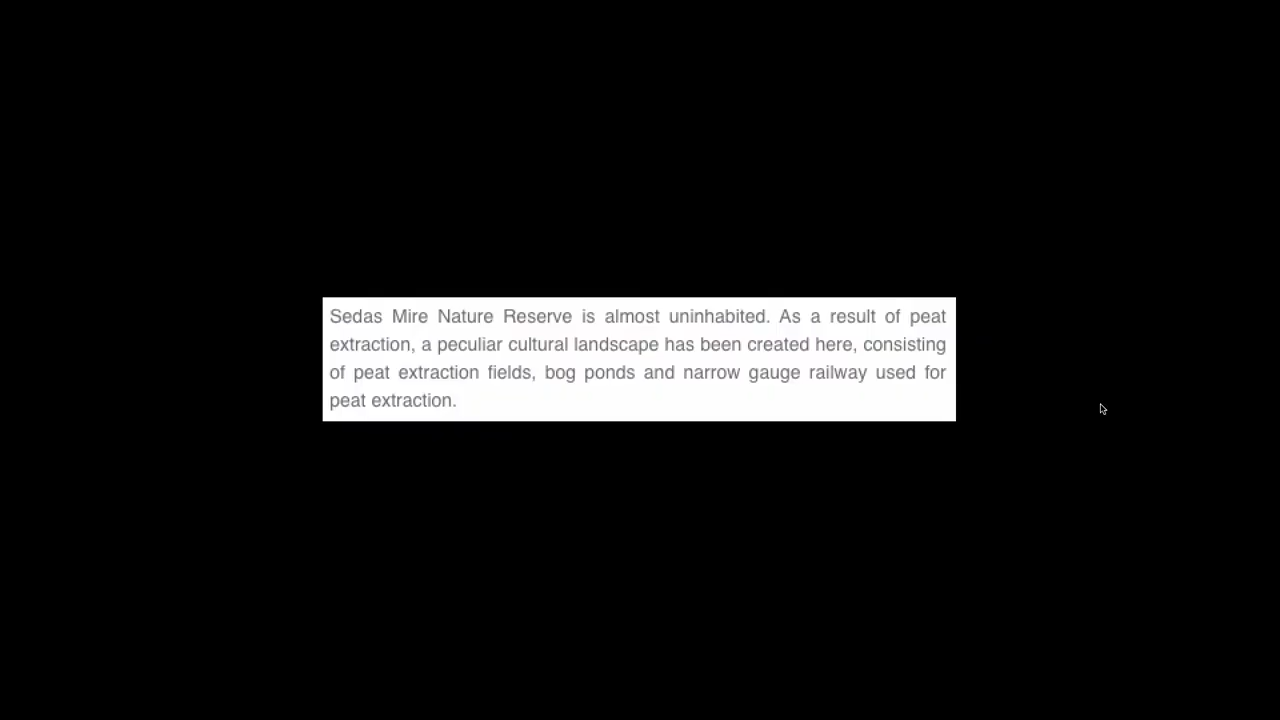 Sedas Mire Nature Reserve is almost uninhabited. As a result of peat
extraction, a peculiar cultural landscape has been created here, consisting
of peat extraction fields, bog ponds and narrow gauge railway used for
peat extraction.